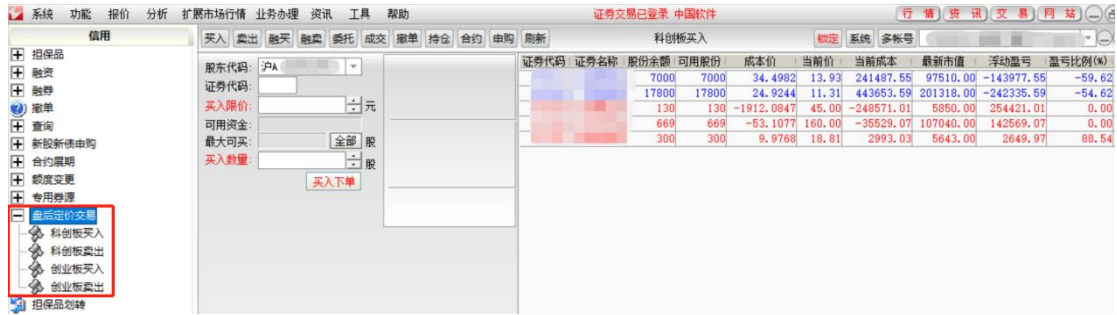 系统 功能 报价 分析 扩展市场行情 业务办理 资讯 工具 帮助 证券交易已登录 中国软件 行 情 资 讯 交 易 网 站
信用 买入 卖出 融买 融卖 委托 成交 撤单 持仓 合约 申购 刷新 科创板买入 锁定 系统 多帐号
担保品
融资
融券
撤单
查询
新股新债申购
合约展期
额度变更
专用券源
盘后定价交易
科创板买入
科创板卖出
创业板买入
创业板卖出
担保品划转
股东代码: 沪A
证券代码:
买入限价: 元
可用资金:
最大可买: 全部 股
买入数量: 股
买入下单
证券代码 证券名称 股份余额 可用股份 成本价 当前价 当前成本 最新市值 浮动盈亏 盈亏比例(%)
7000 7000 34.4982 13.93 241487.55 97510.00 -143977.55 -59.62
17800 17800 24.9244 11.31 443653.59 201318.00 -242335.59 -54.62
130 130 -1912.0847 45.00 -248571.01 5850.00 254421.01 0.00
669 669 -53.1077 160.00 -35529.07 107040.00 142569.07 0.00
300 300 9.9768 18.81 2993.03 5643.00 2649.97 88.54